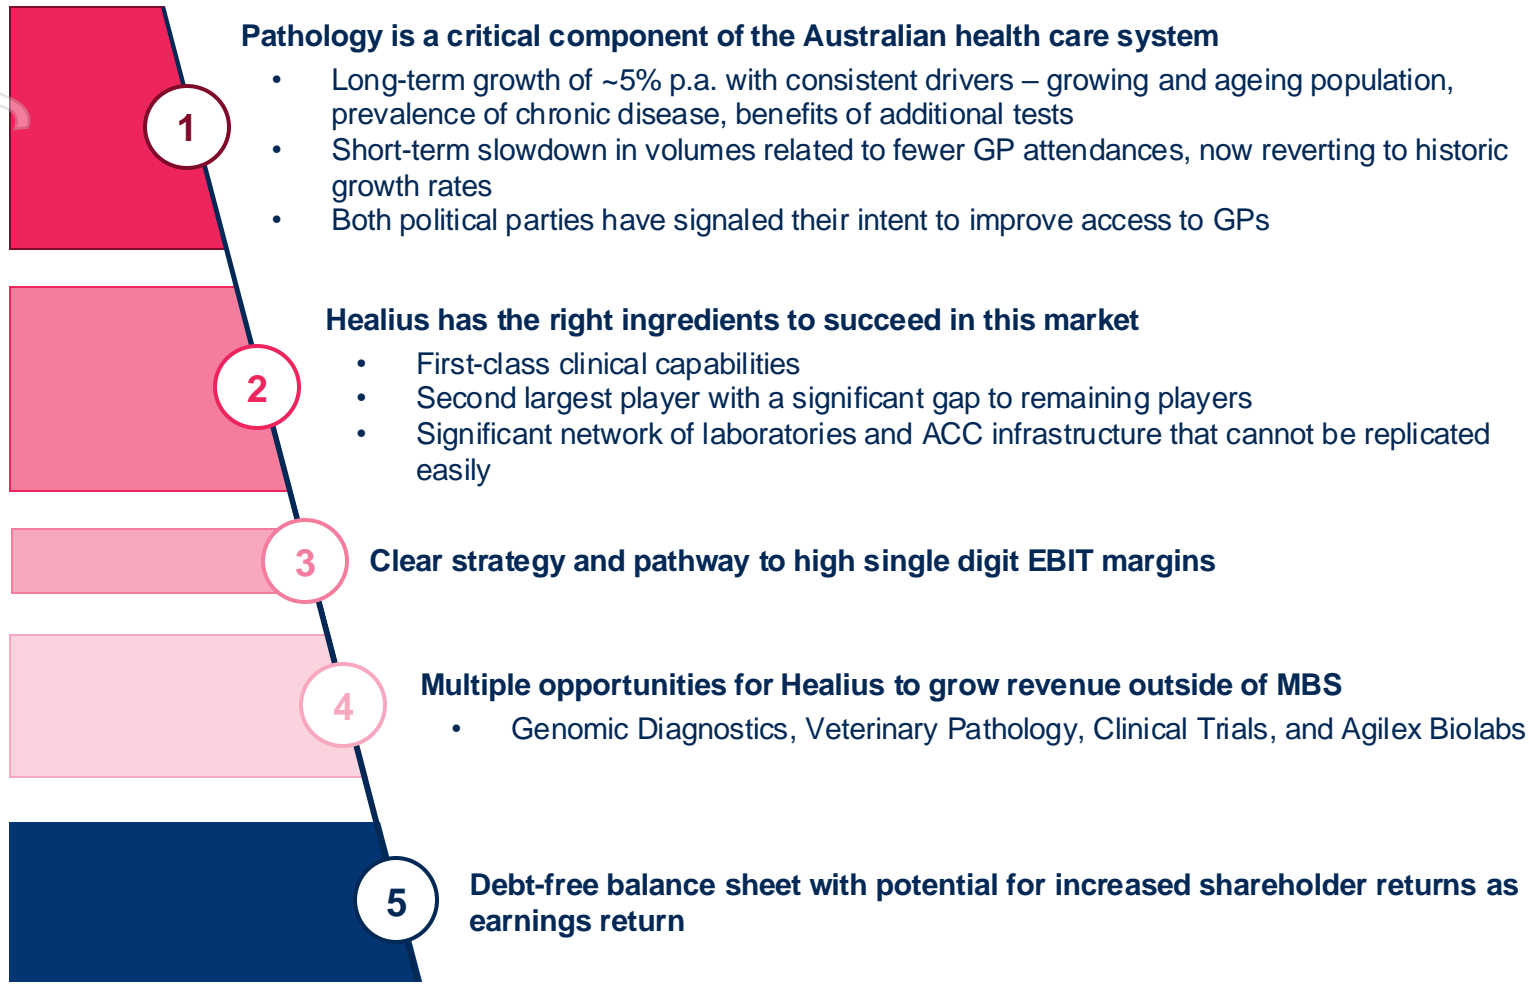 Pathology is a critical component of the Australian health care system
• Long-term growth of ~5% p.a. with consistent drivers – growing and ageing population,
prevalence of chronic disease, benefits of additional tests
1
• Short-term slowdown in volumes related to fewer GP attendances, now reverting to historic
growth rates
• Both political parties have signaled their intent to improve access to GPs
Healius has the right ingredients to succeed in this market
• First-class clinical capabilities
2
• Second largest player with a significant gap to remaining players
• Significant network of laboratories and ACC infrastructure that cannot be replicated
easily
3
Clear strategy and pathway to high single digit EBIT margins
4
Multiple opportunities for Healius to grow revenue outside of MBS
• Genomic Diagnostics, Veterinary Pathology, Clinical Trials, and Agilex Biolabs
5
Debt-free balance sheet with potential for increased shareholder returns as
earnings return